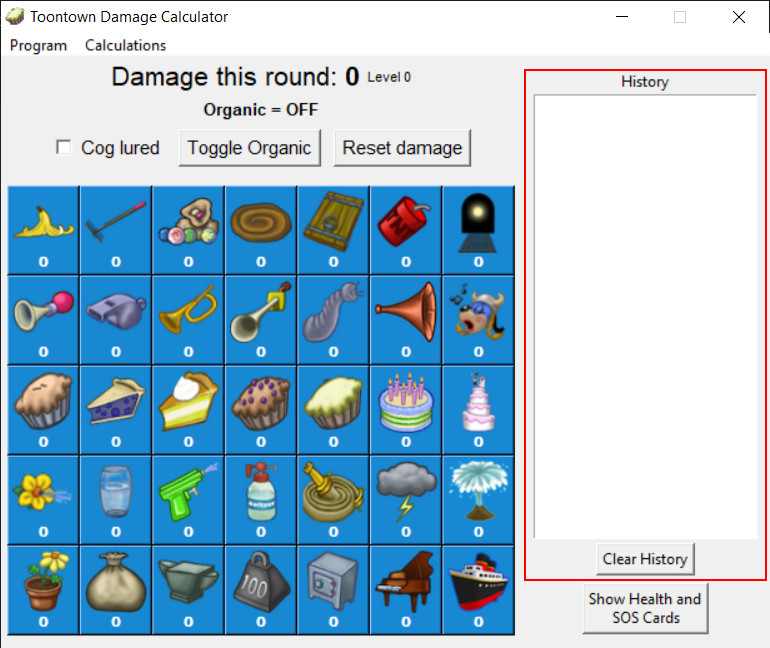 Toontown Damage Calculator
Program Calculations
Damage this round: 0 Level 0
Organic = OFF
Cog lured Toggle Organic Reset damage
History
TNT
0 0 0 0 0 0 0
0 0 0 0 0 0 0
0 0 0 0 0 0 0
seltzer
0 0 0 0 0 0 0
100
0 0 0 0 0 0 0
Clear History
Show Health and
SOS Cards